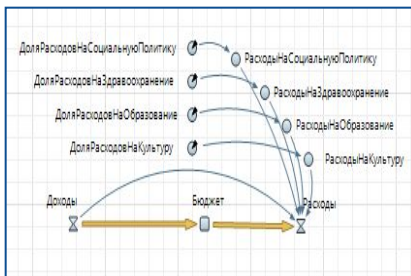 ДоляРасходовНаСоциальнуюПолитику
РасходыНаСоциальнуюПолитику
ДоляРасходовНаЗдравоохранение
РасходыНаЗдравоохранение
ДоляРасходовНаОбразование
РасходыНаОбразование
ДоляРасходовНаКультуру
РасходыНаКультуру
Доходы
Бюджет
Расходы